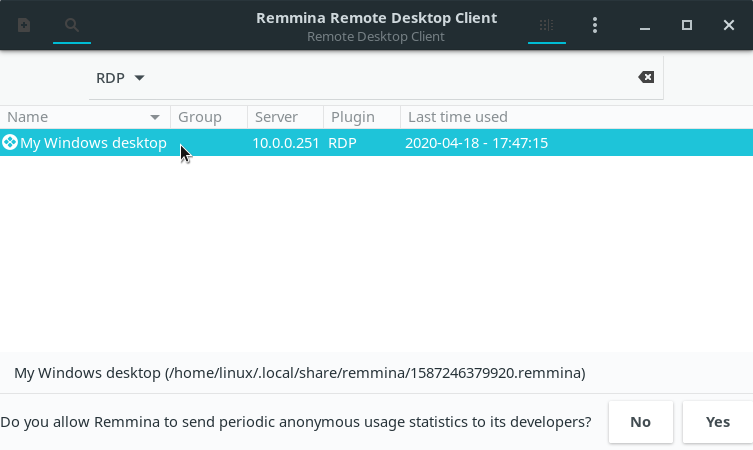 Remmina Remote Desktop Client
Remote Desktop Client
RDP
Name Group Server Plugin Last time used
My Windows desktop 10.0.0.251 RDP 2020-04-18 - 17:47:15
My Windows desktop (/home/linux/.local/share/remmina/1587246379920.remmina)
Do you allow Remmina to send periodic anonymous usage statistics to its developers? No Yes